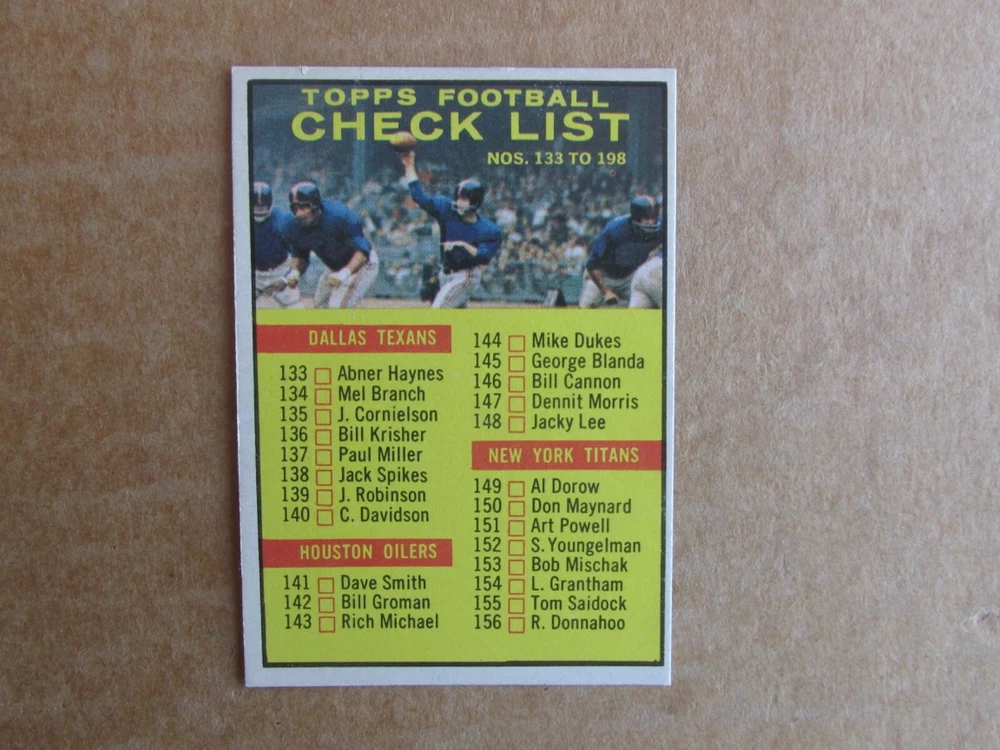 TOPPS FOOTBALL
CHECK LIST
NOS. 133 TO 198
DALLAS TEXANS
133 Abner Haynes
134 Mel Branch
135 J. Cornielson
136 Bill Krisher
137 Paul Miller
138 Jack Spikes
139 J. Robinson
140 C. Davidson
HOUSTON OILERS
141 Dave Smith
142 Bill Groman
143 Rich Michael
144 Mike Dukes
145 George Blanda
146 Bill Cannon
147 Dennit Morris
148 Jacky Lee
NEW YORK TITANS
149 Al Dorow
150 Don Maynard
151 Art Powell
152 S. Youngelman
153 Bob Mischak
154 L. Grantham
155 Tom Saidock
156 R. Donnahoo